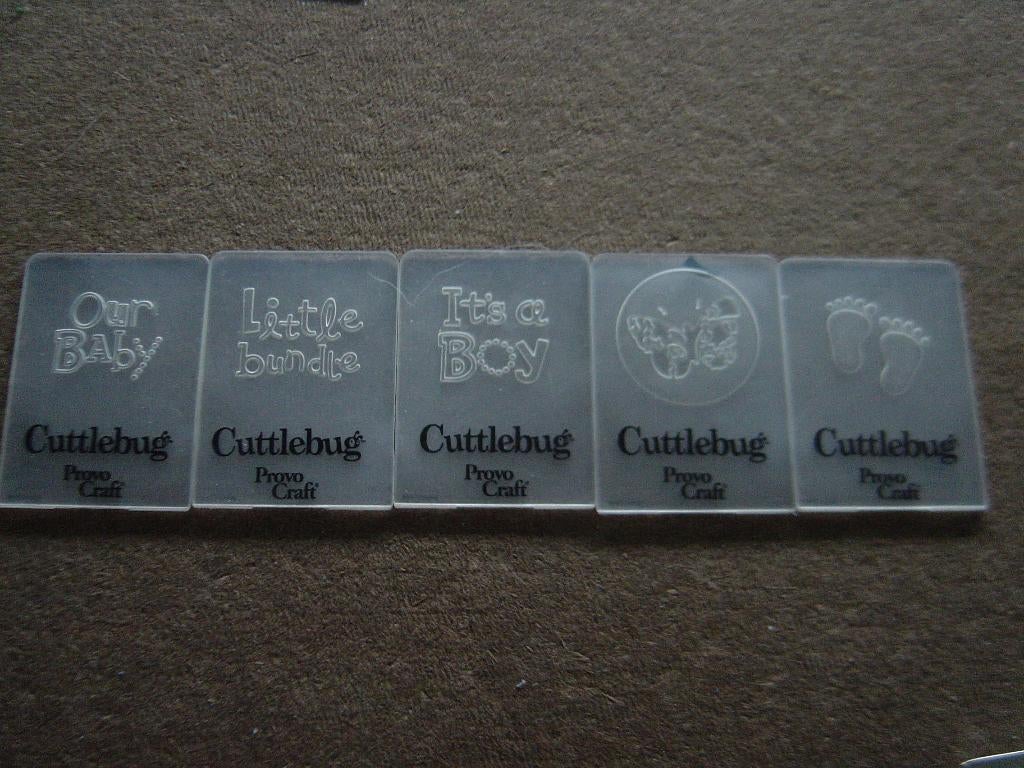 Our
Baby
Cuttlebug
Provo
Craft
Little
bundle
Cuttlebug
Provo
Craft
It's a
Boy
Cuttlebug
Provo
Craft
Cuttlebug
Provo
Craft
Cuttlebug
Provo
Craft